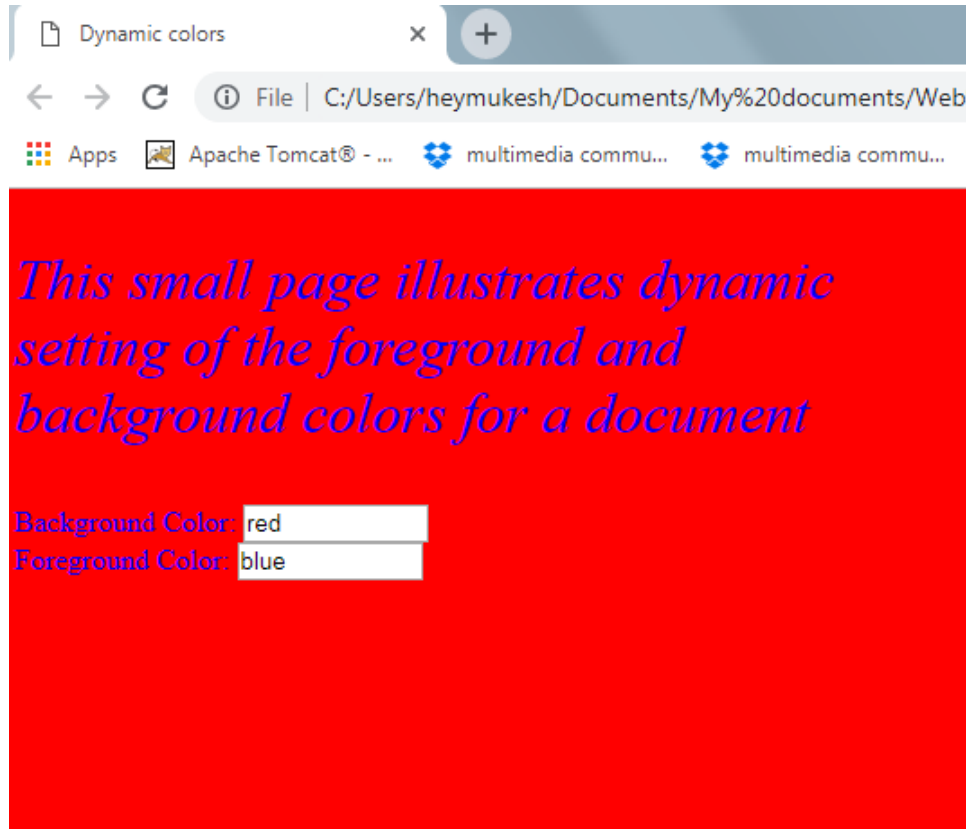 Dynamic colors
File | C:/Users/heymukesh/Documents/My%20documents/Web
Apps Apache Tomcat® - ... multimedia commu... multimedia commu...
This small page illustrates dynamic
setting of the foreground and
background colors for a document
Background Color: red
Foreground Color: blue